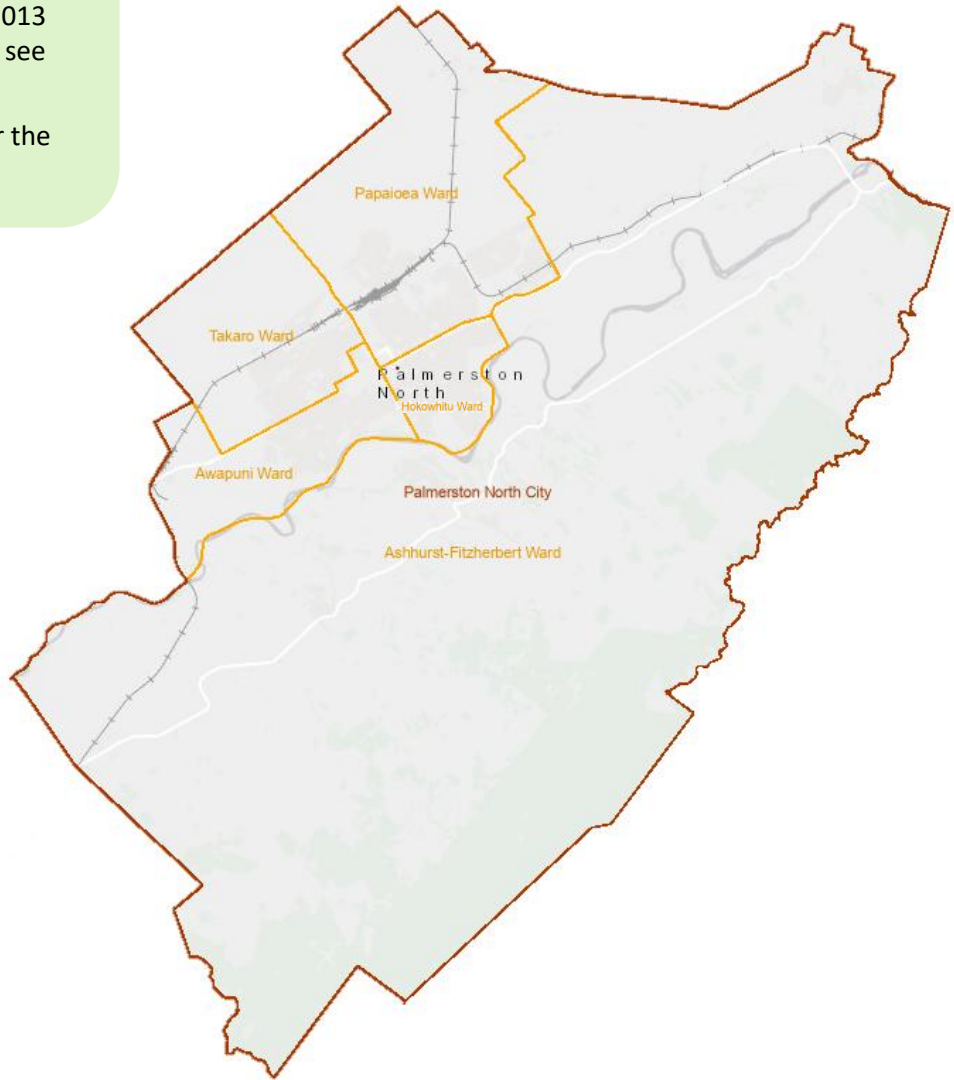 013
see
r the
Papaioea Ward
Takaro Ward
Palmerston
North
Hokowhitu Ward
Awapuni Ward
Palmerston North City
Ashhurst-Fitzherbert Ward